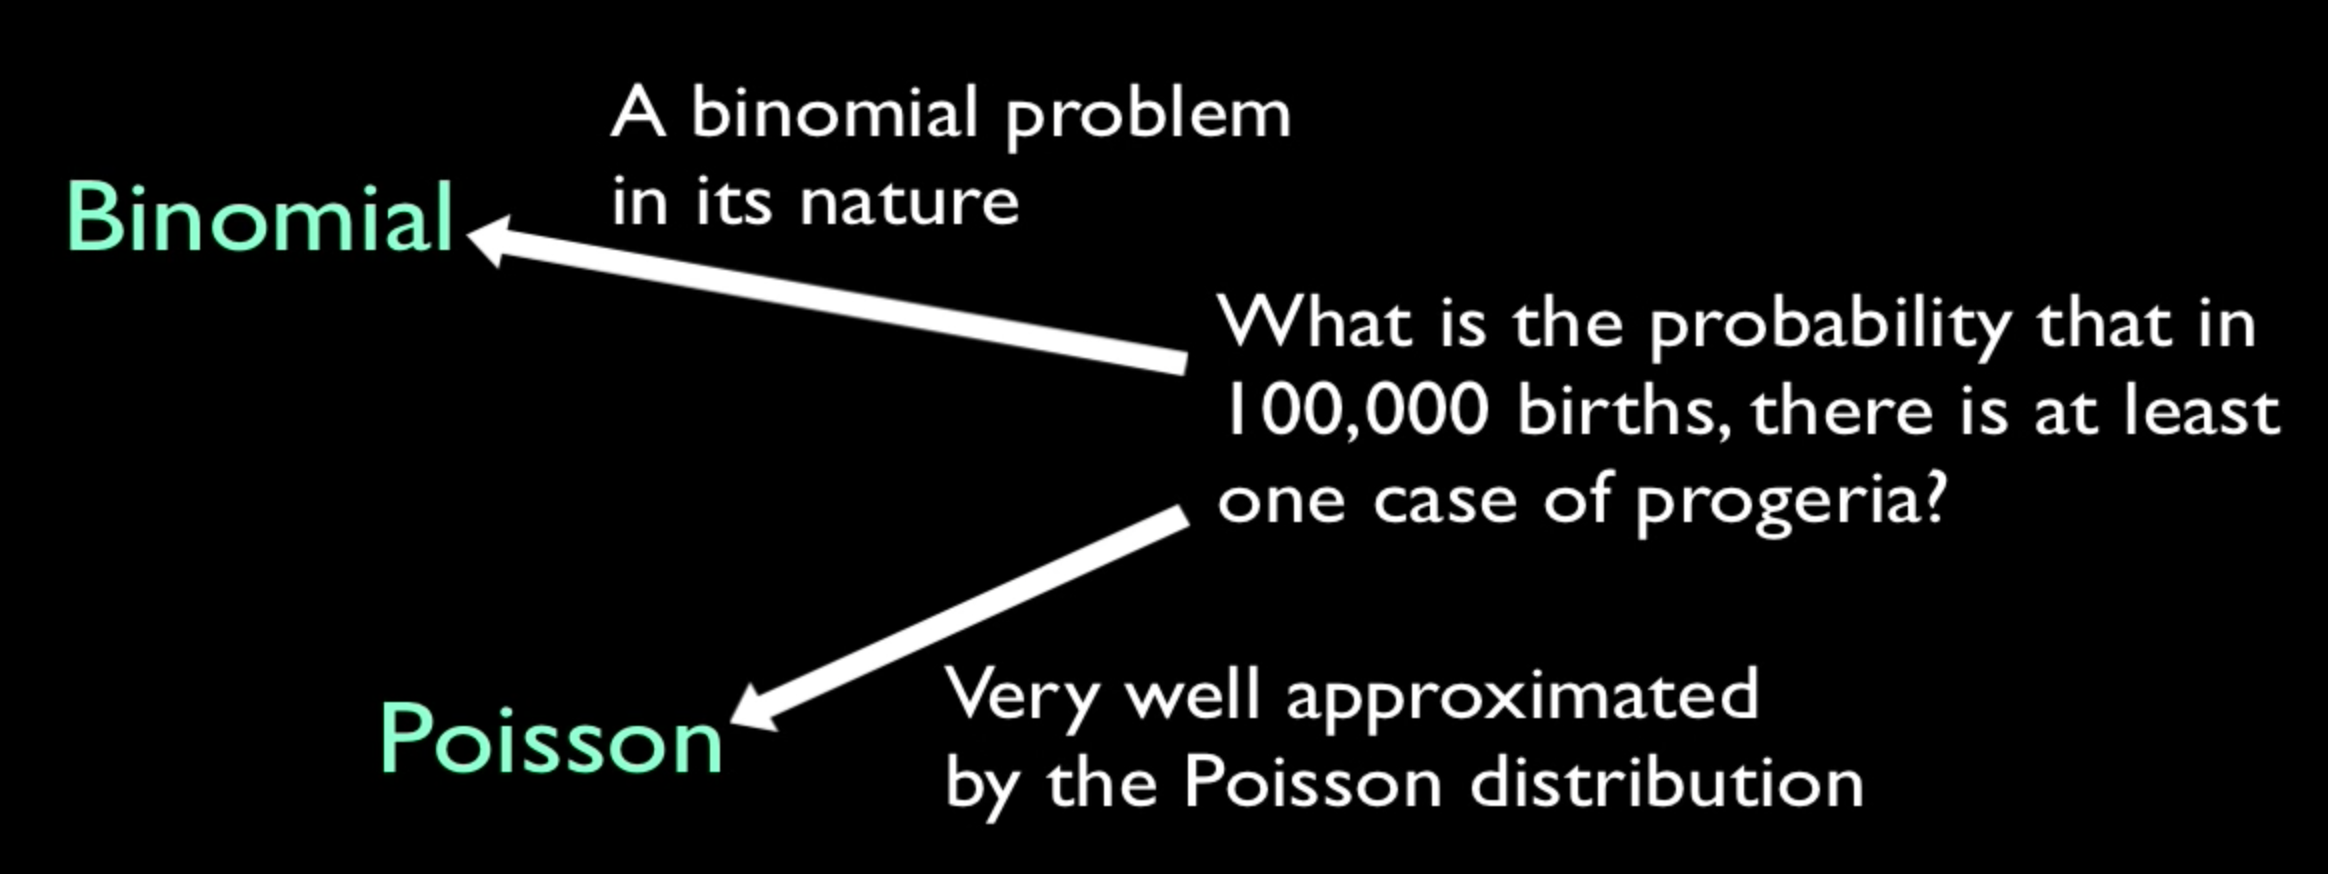 A binomial problem
in its nature
Binomial
What is the probability that in
100,000 births, there is at least
one case of progeria?
Poisson
Very well approximated
by the Poisson distribution